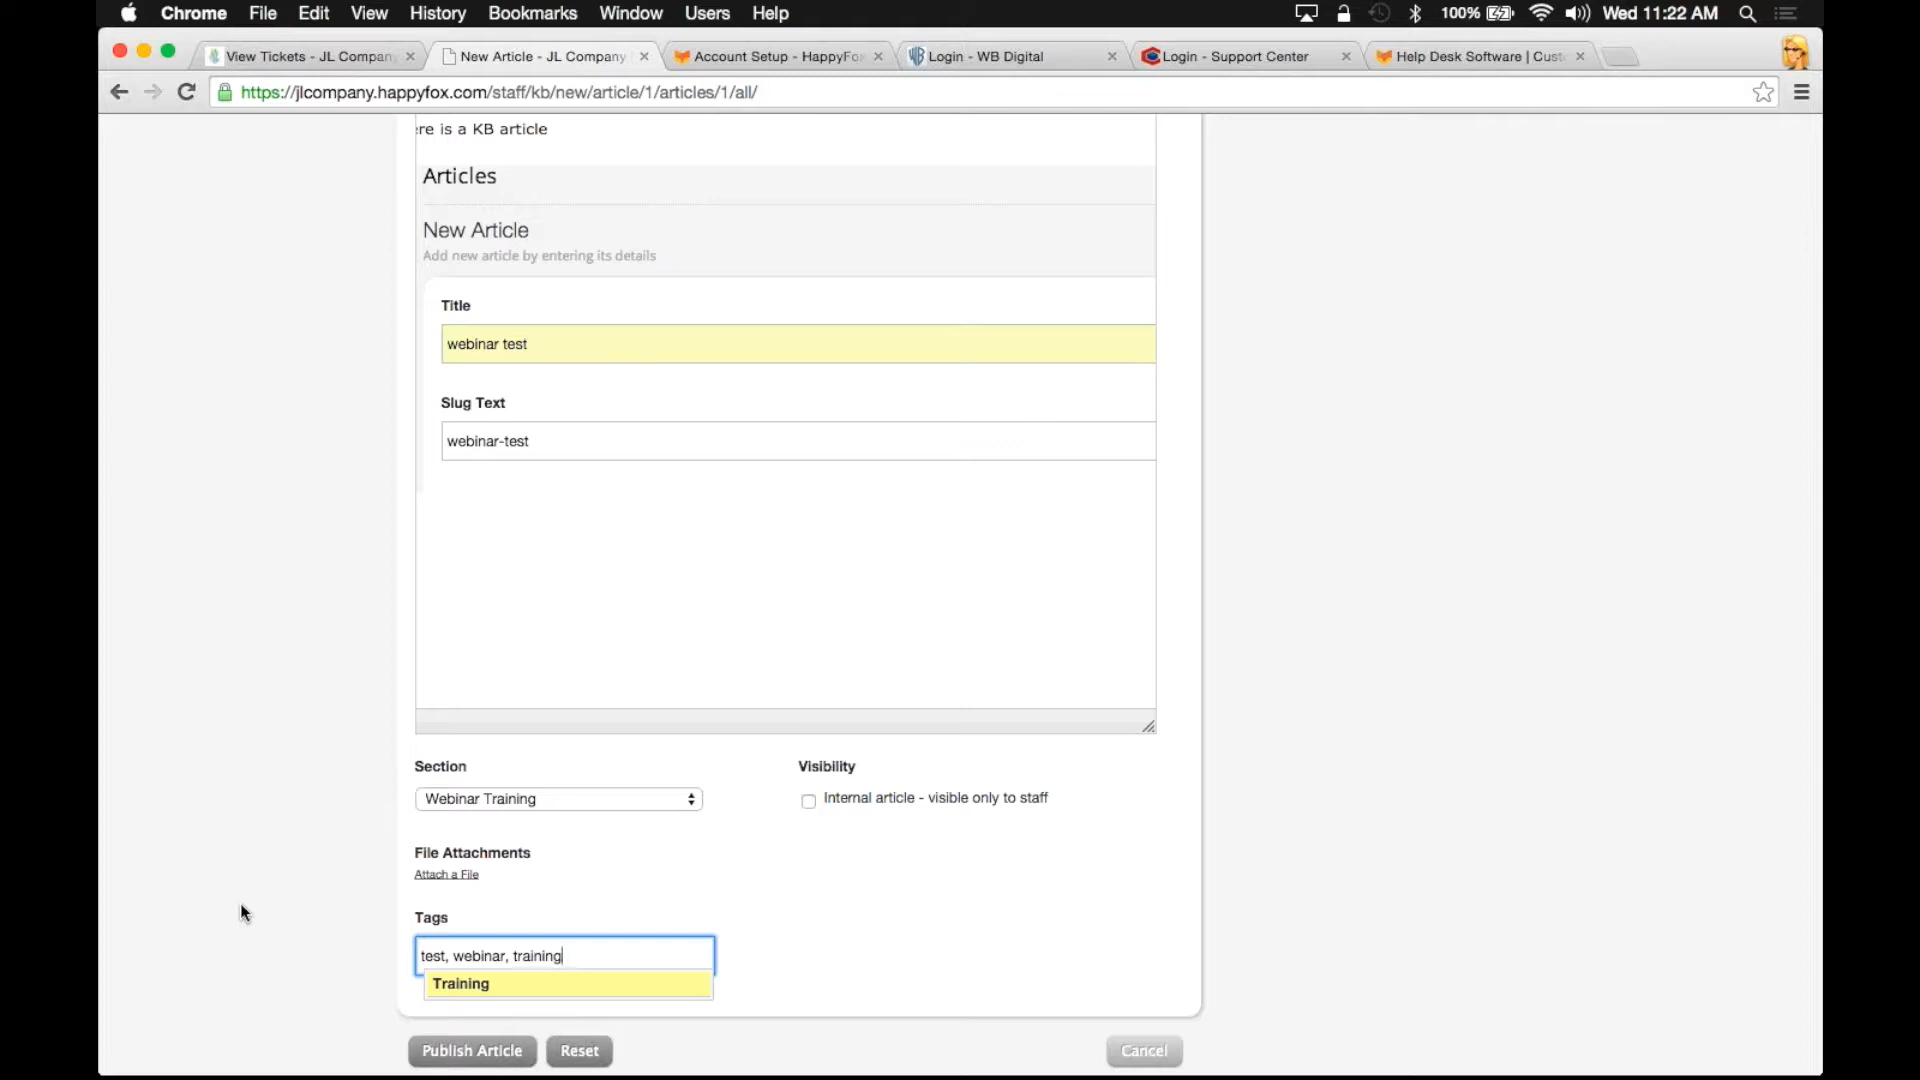 Chrome File Edit View History Bookmarks Window Users Help 100% Wed 11:22 AM
View Tickets - JL Company New Article - JL Company Account Setup - HappyFo Login - WB Digital Login - Support Center Help Desk Software | Cust
https://jlcompany.happyfox.com/staff/kb/new/article/1/articles/1/all/
re is a KB article
Articles
New Article
Add new article by entering its details
Title
webinar test
Slug Text
webinar-test
Section Visibility
Webinar Training Internal article - visible only to staff
File Attachments
Attach a File
Tags
test, webinar, training
Training
Publish Article Reset Cancel